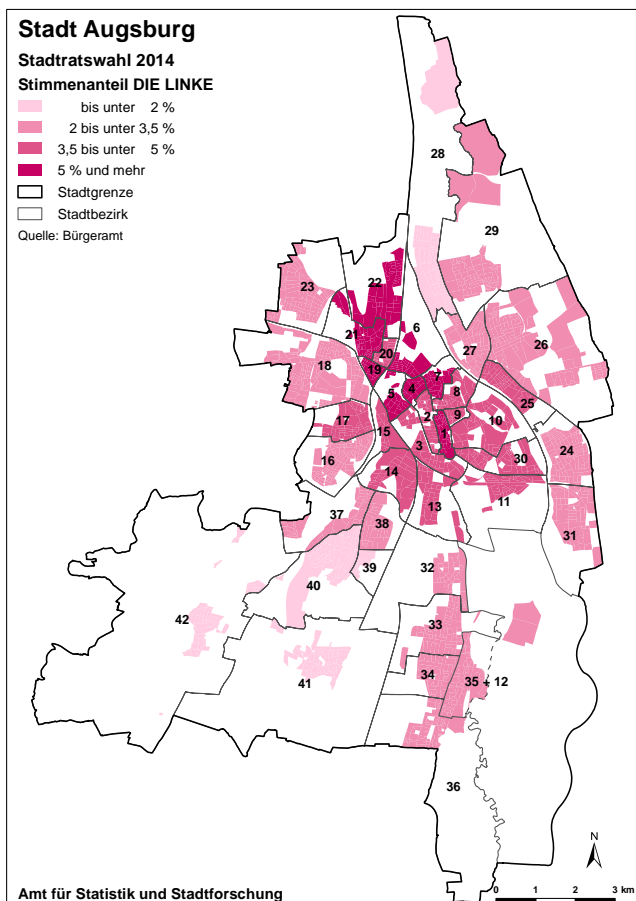 Stadt Augsburg
Stadtratswahl 2014
Stimmenanteil DIE LINKE
bis unter 2 %
2 bis unter 3,5 %
3,5 bis unter 5 %
5 % und mehr
Stadtgrenze
Stadtbezirk
Quelle: Bürgeramt
28
29
23
22
21
6
20
27
26
18
19
7
5
4
8
25
17
2
9
10
15
1
3
24
16
14
30
13
11
31
37
38
39
32
40
42
33
41
34
35 + 12
36
N
Amt für Statistik und Stadtforschung
0 1 2 3 km